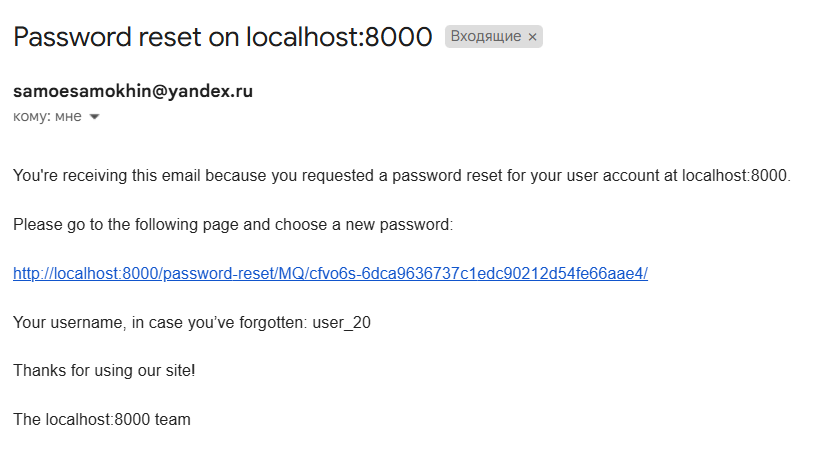 Password reset on localhost:8000 Входящие ×
samoesamokhin@yandex.ru
кому: мне
You're receiving this email because you requested a password reset for your user account at localhost:8000.
Please go to the following page and choose a new password:
http://localhost:8000/password-reset/MQ/cfvo6s-6dca9636737c1edc90212d54fe66aae4/
Your username, in case you’ve forgotten: user_20
Thanks for using our site!
The localhost:8000 team